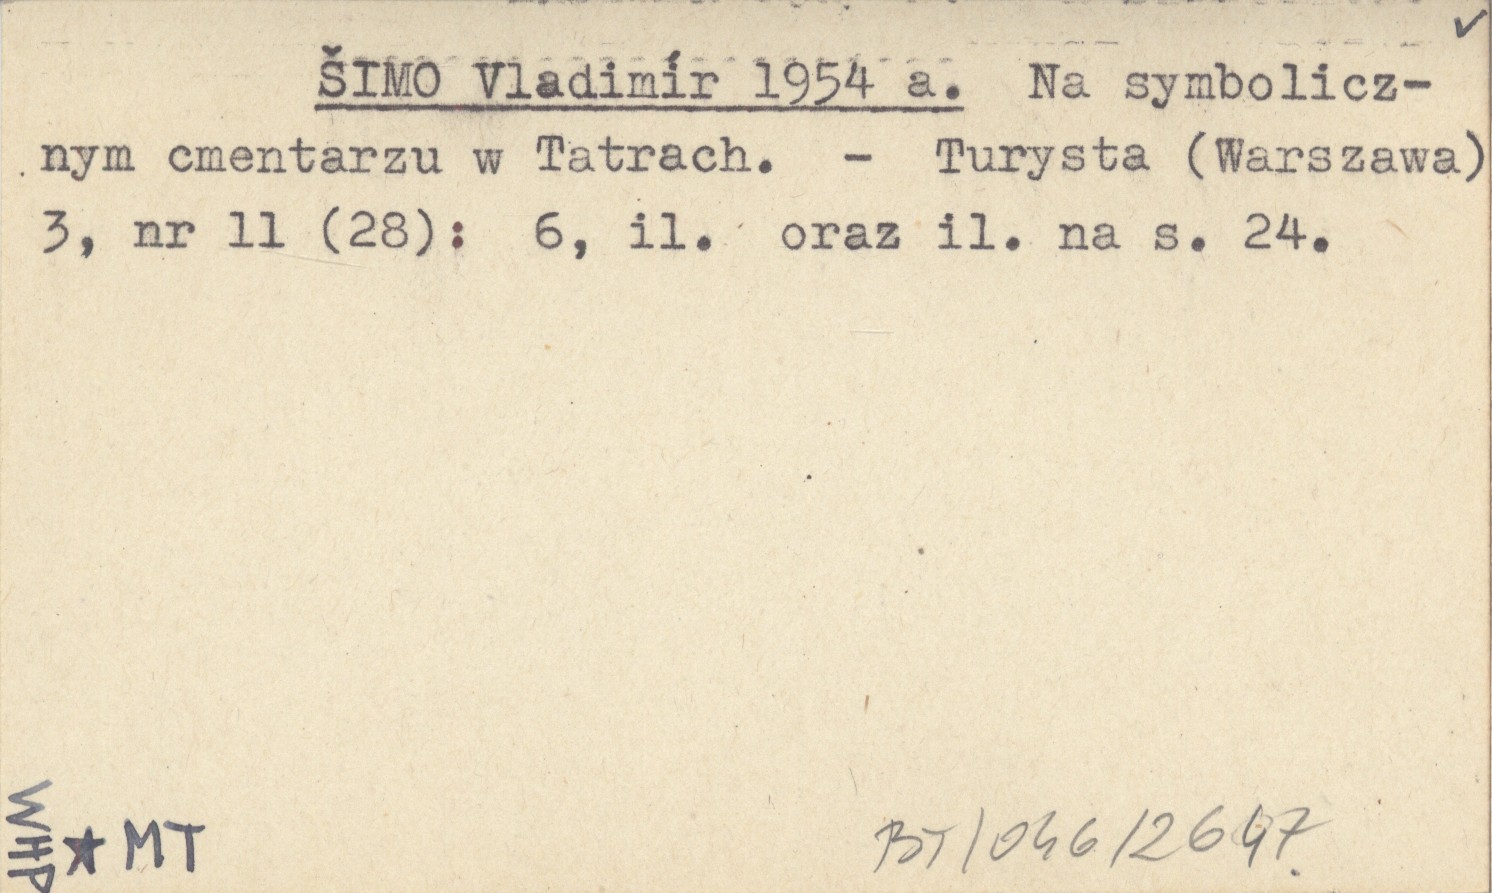 ŠIMO Vladimír 1954 a. Na symbolicz-
nym cmentarzu w Tatrach. - Turysta (Warszawa)
3, nr 11 (28): 6, il. oraz il. na s. 24.
WHP
★ MT
BT/046/2647